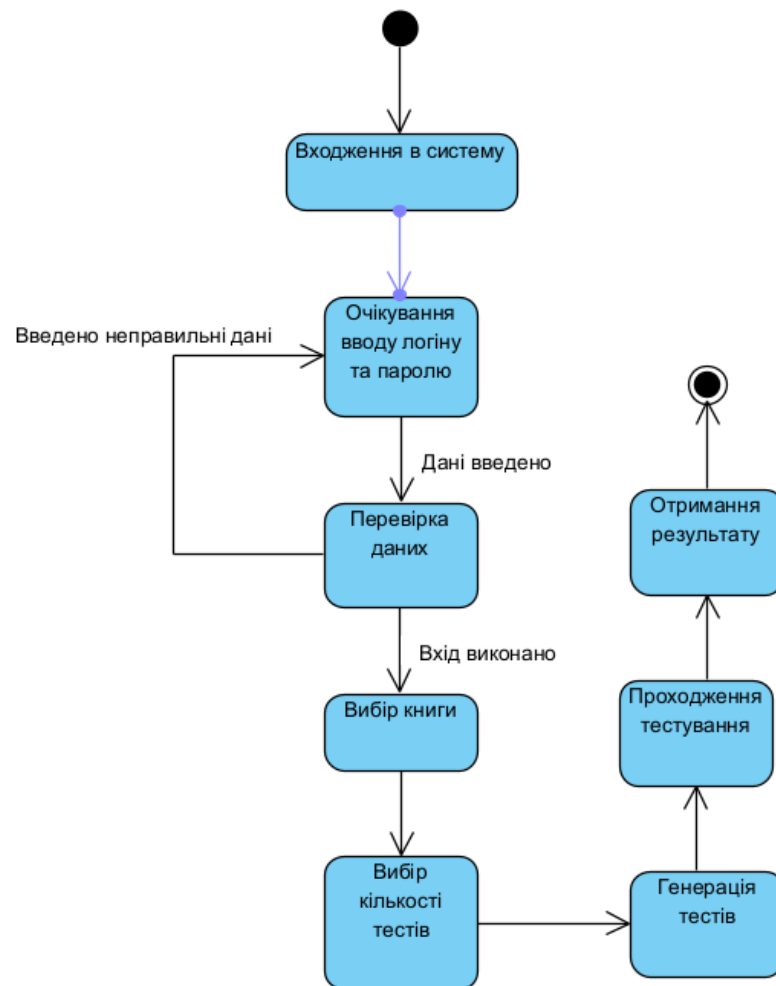 Входження в систему
Введено неправильні дані
Очікування
вводу логіну
та паролю
Дані введено
Перевірка
даних
Вхід виконано
Вибір книги
Вибір
кількості
тестів
Генерація
тестів
Проходження
тестування
Отримання
результату